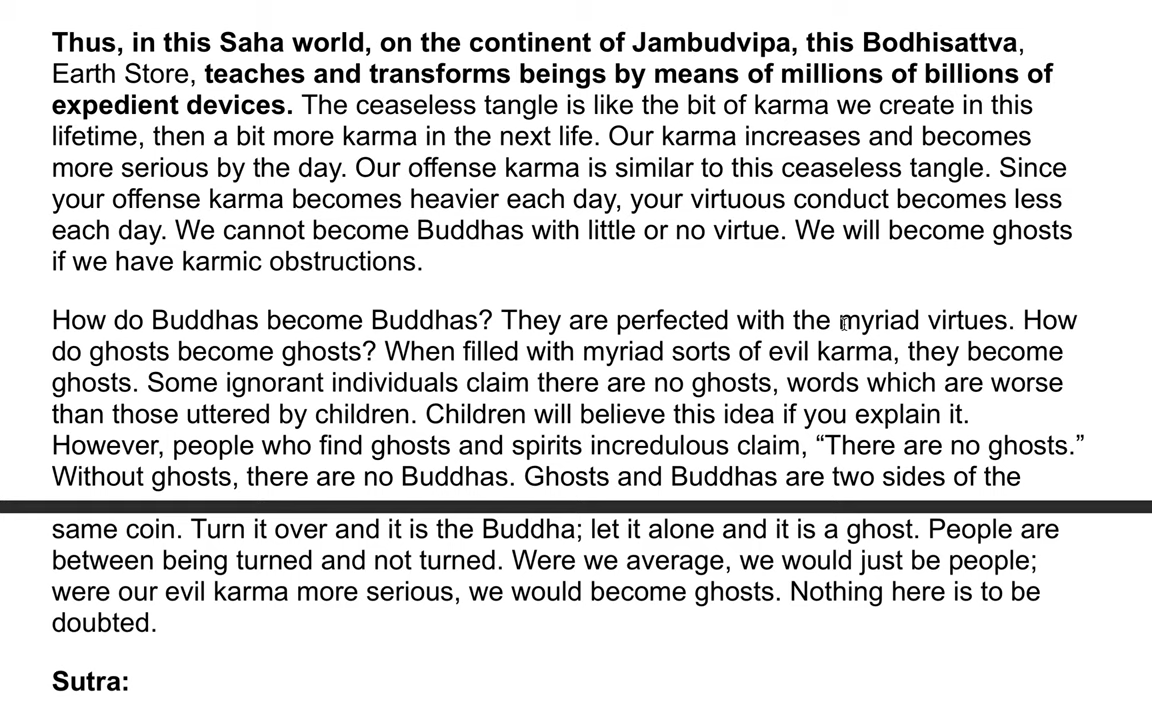 Thus, in this Saha world, on the continent of Jambudvipa, this Bodhisattva,
Earth Store, teaches and transforms beings by means of millions of billions of
expedient devices. The ceaseless tangle is like the bit of karma we create in this
lifetime, then a bit more karma in the next life. Our karma increases and becomes
more serious by the day. Our offense karma is similar to this ceaseless tangle. Since
your offense karma becomes heavier each day, your virtuous conduct becomes less
each day. We cannot become Buddhas with little or no virtue. We will become ghosts
if we have karmic obstructions.
How do Buddhas become Buddhas? They are perfected with the myriad virtues. How
do ghosts become ghosts? When filled with myriad sorts of evil karma, they become
ghosts. Some ignorant individuals claim there are no ghosts, words which are worse
than those uttered by children. Children will believe this idea if you explain it.
However, people who find ghosts and spirits incredulous claim, “There are no ghosts.”
Without ghosts, there are no Buddhas. Ghosts and Buddhas are two sides of the
same coin. Turn it over and it is the Buddha; let it alone and it is a ghost. People are
between being turned and not turned. Were we average, we would just be people;
were our evil karma more serious, we would become ghosts. Nothing here is to be
doubted.
Sutra: